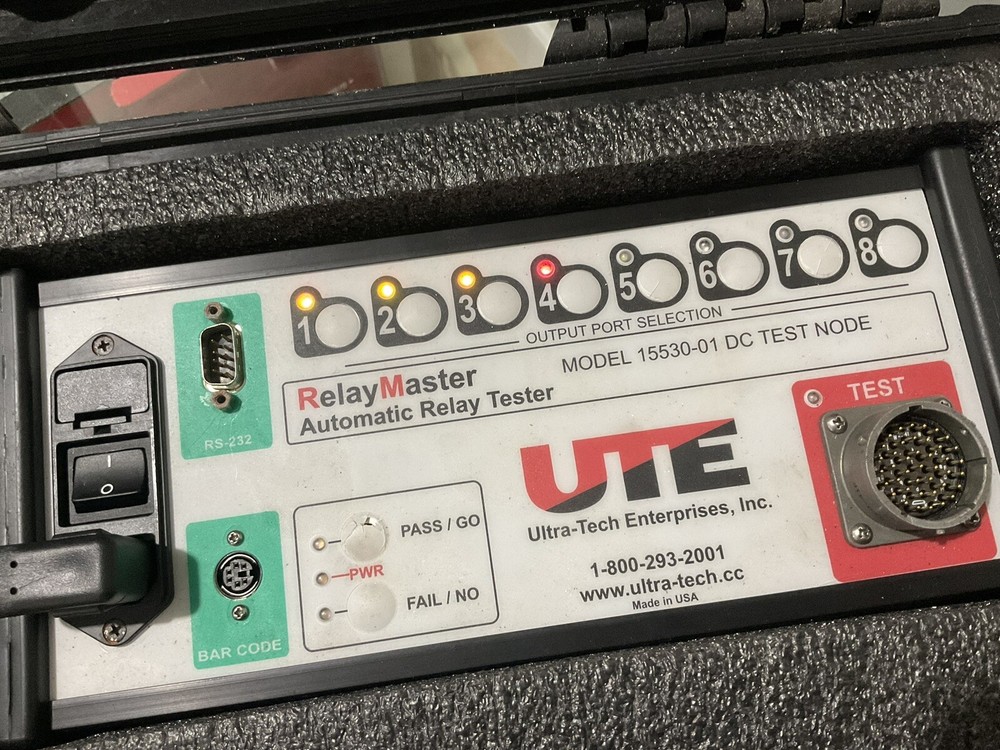 1 2 3 4 5 6 7 8
OUTPUT PORT SELECTION
RS-232
RelayMaster
Automatic Relay Tester
MODEL 15530-01 DC TEST NODE
TEST
UTE
Ultra-Tech Enterprises, Inc.
1-800-293-2001
www.ultra-tech.cc
Made in USA
PASS / GO
PWR
FAIL / NO
BAR CODE
I
O